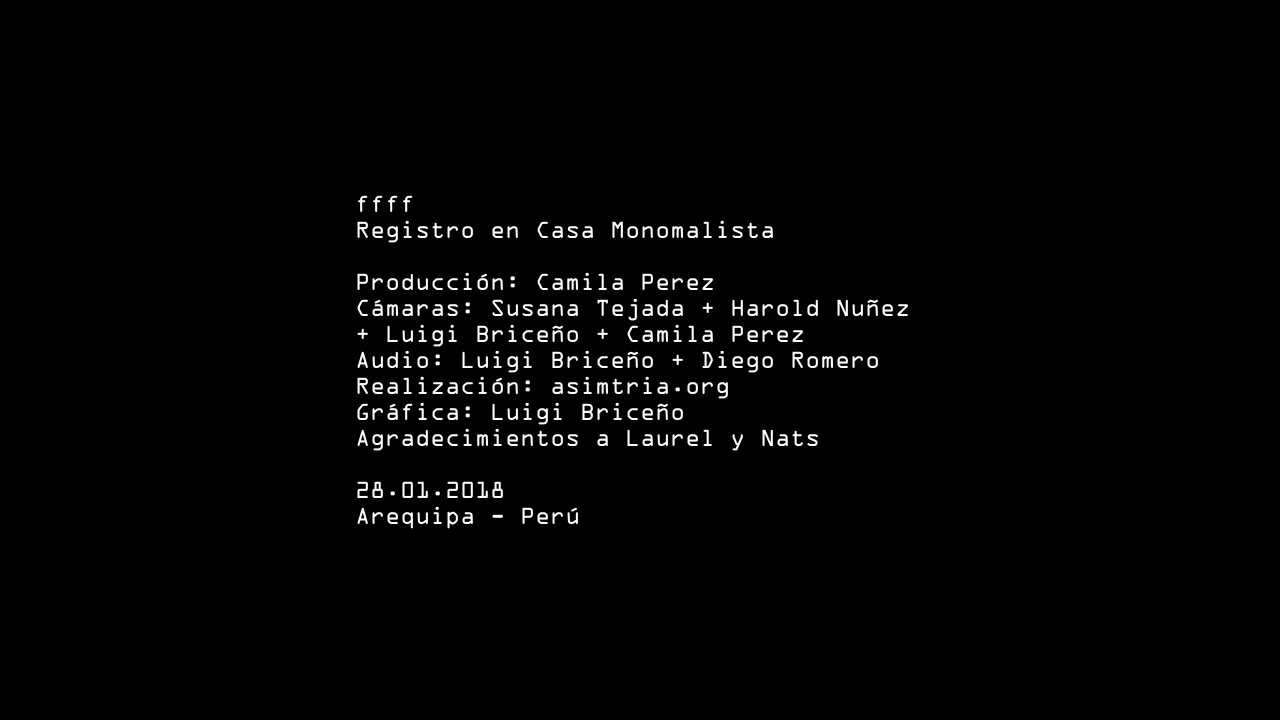 ffff
Registro en Casa Monomalista
Producción: Camila Perez
Cámaras: Susana Tejada + Harold Nuñez
+ Luigi Briceño + Camila Perez
Audio: Luigi Briceño + Diego Romero
Realización: asimtria.org
Gráfica: Luigi Briceño
Agradecimientos a Laurel y Nats
28.01.2018
Arequipa - Perú